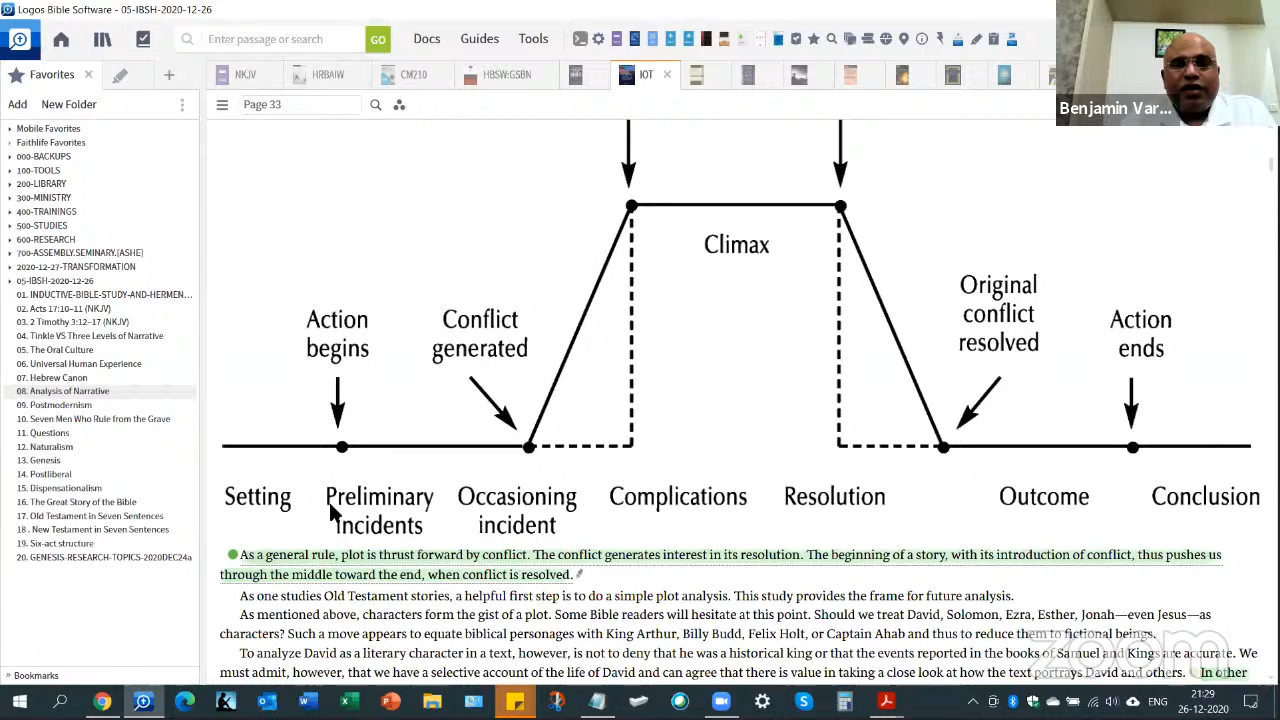 Logos Bible Software - 05-IBSH-2020-12-26
Enter passage or search
GO
Docs
Guides
Tools
Favorites
NKJV
HRBAIW
CM210
HBSW:GSBN
IOT
Add
New Folder
Page 33
Benjamin Var...
Mobile Favorites
Faithlife Favorites
000-BACKUPS
100-TOOLS
200-LIBRARY
300-MINISTRY
400-TRAININGS
500-STUDIES
600-RESEARCH
700-ASSEMBLY.SEMINARY.[ASHE]
2020-12-27-TRANSFORMATION
05-IBSH-2020-12-26
01. INDUCTIVE-BIBLE-STUDY-AND-HERMEN...
02. Acts 17:10–11 (NKJV)
03. 2 Timothy 3:12–17 (NKJV)
04. Tinkle VS Three Levels of Narrative
05. The Oral Culture
06. Universal Human Experience
07. Hebrew Canon
08. Analysis of Narrative
09. Postmodernism
10. Seven Men Who Rule from the Grave
11. Questions
12. Naturalism
13. Genesis
14. Postliberal
15. Dispensationalism
16. The Great Story of the Bible
17. Old Testament in Seven Sentences
18 . New Testament in Seven Sentences
19. Six-act structure
20. GENESIS-RESEARCH-TOPICS-2020DEC24a
» Bookmarks
Climax
Action
begins
Conflict
generated
Original
conflict
resolved
Action
ends
Setting
Preliminary
incidents
Occasioning
incident
Complications
Resolution
Outcome
Conclusion
As a general rule, plot is thrust forward by conflict. The conflict generates interest in its resolution. The beginning of a story, with its introduction of conflict, thus pushes us
through the middle toward the end, when conflict is resolved.
As one studies Old Testament stories, a helpful first step is to do a simple plot analysis. This study provides the frame for future analysis.
As mentioned above, characters form the gist of a plot. Some Bible readers will hesitate at this point. Should we treat David, Solomon, Ezra, Esther, Jonah—even Jesus—as
characters? Such a move appears to equate biblical personages with King Arthur, Billy Budd, Felix Holt, or Captain Ahab and thus to reduce them to fictional beings.
To analyze David as a literary character in a text, however, is not to deny that he was a historical king or that the events reported in the books of Samuel and Kings are accurate. We
must admit, however, that we have a selective account of the life of David and can agree that there is value in taking a close look at how the text portrays David and others. In other
zoom
ENG
21:29
26-12-2020